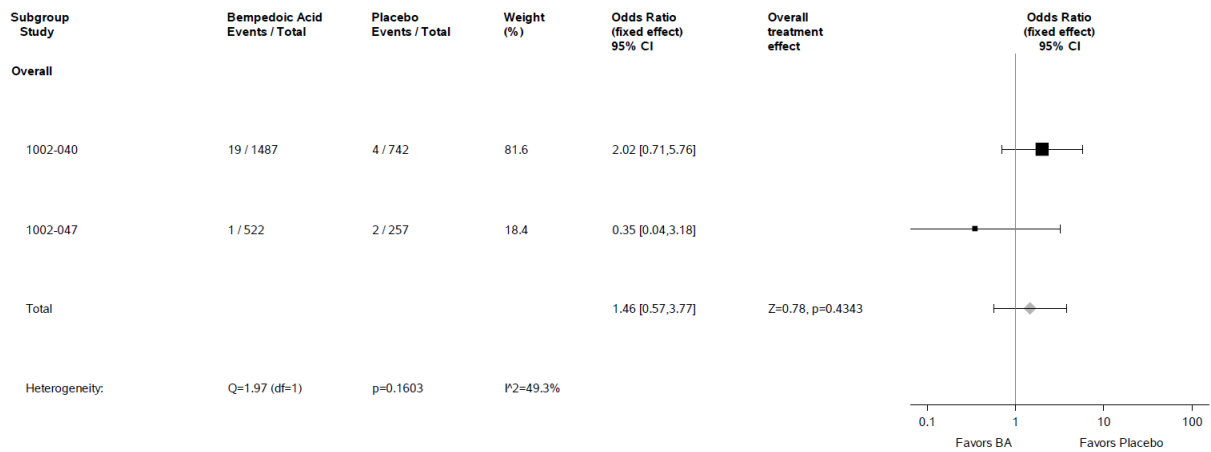 Subgroup Bempedoic Acid Placebo Weight Odds Ratio Overall Odds Ratio
Study Events / Total Events / Total (%) (fixed effect) treatment (fixed effect)
95% CI effect 95% CI
Overall
1002-040 19 / 1487 4 / 742 81.6 2.02 [0.71,5.76]
1002-047 1 / 522 2 / 257 18.4 0.35 [0.04,3.18]
Total 1.46 [0.57,3.77] Z=0.78, p=0.4343
Heterogeneity: Q=1.97 (df=1) p=0.1603 I^2=49.3%
0.1 1 10 100
Favors BA Favors Placebo